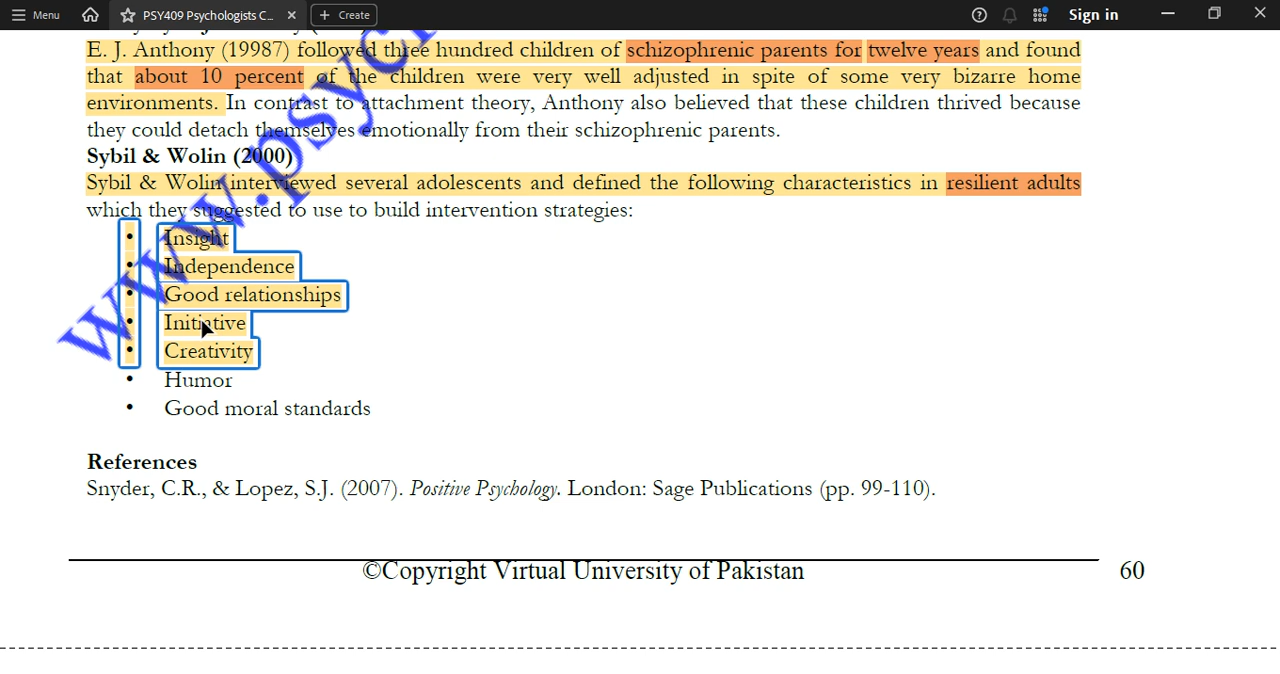 Menu PSY409 Psychologists C... Create Sign in
E. J. Anthony (19987) followed three hundred children of schizophrenic parents for twelve years and found
that about 10 percent of the children were very well adjusted in spite of some very bizarre home
environments. In contrast to attachment theory, Anthony also believed that these children thrived because
they could detach themselves emotionally from their schizophrenic parents.
Sybil & Wolin (2000)
Sybil & Wolin interviewed several adolescents and defined the following characteristics in resilient adults
which they suggested to use to build intervention strategies:
• Insight
• Independence
• Good relationships
• Initiative
• Creativity
• Humor
• Good moral standards
References
Snyder, C.R., & Lopez, S.J. (2007). Positive Psychology. London: Sage Publications (pp. 99-110).
©Copyright Virtual University of Pakistan 60
www.psyc